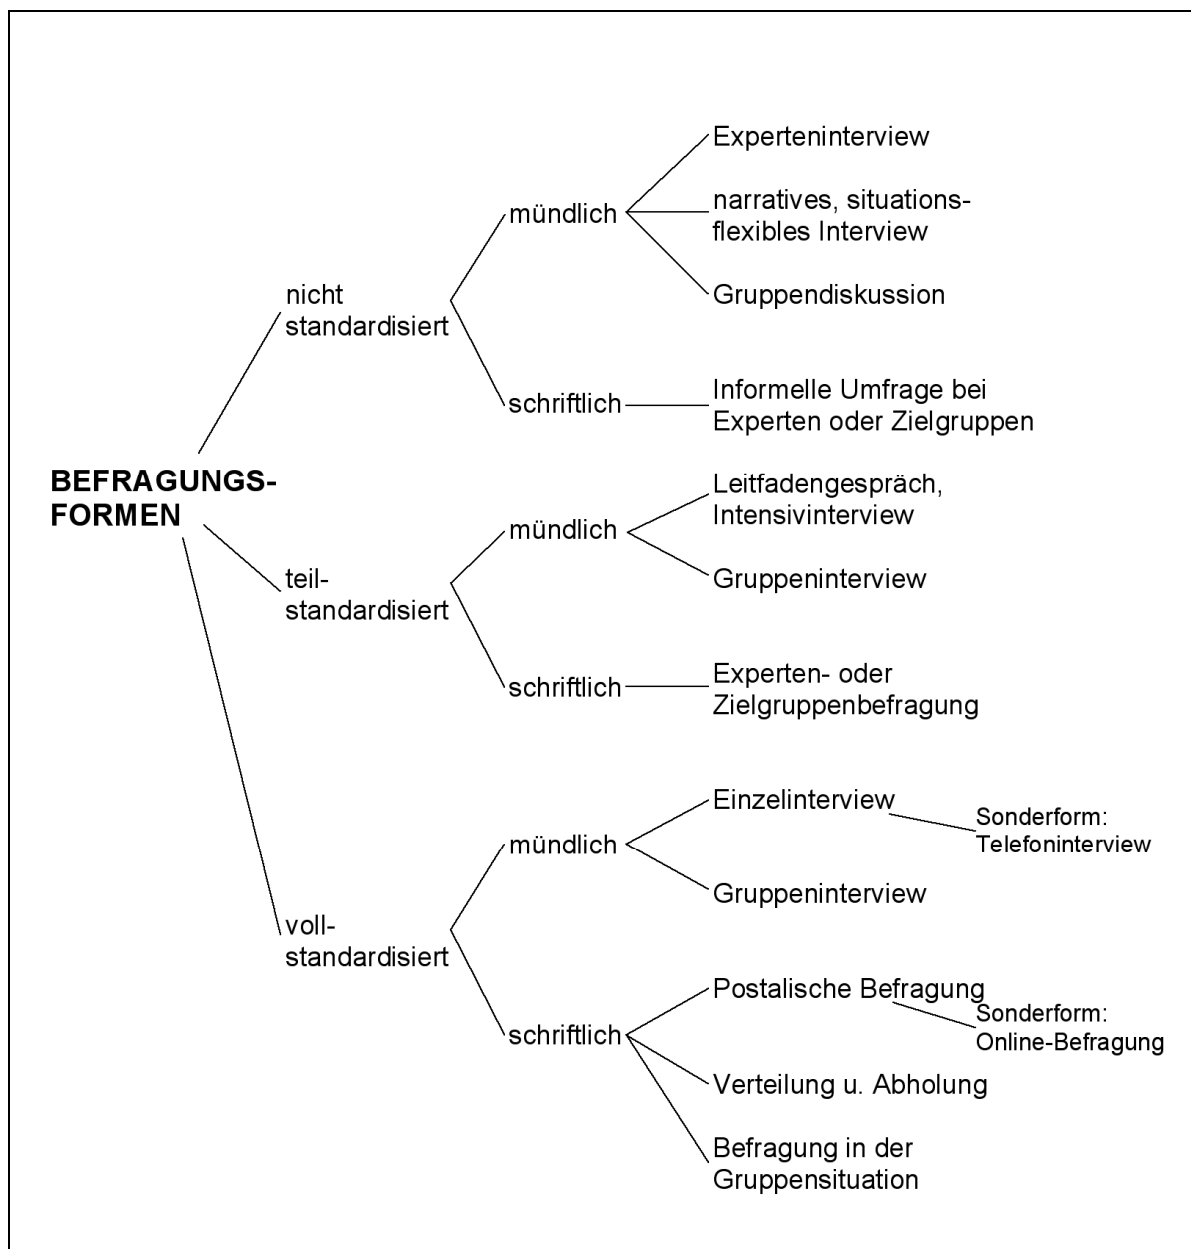 Experteninterview
narratives, situations-
flexibles Interview
mündlich
Gruppendiskussion
nicht
standardisiert
schriftlich
Informelle Umfrage bei
Experten oder Zielgruppen
BEFRAGUNGS-
FORMEN
Leitfadengespräch,
Intensivinterview
mündlich
Gruppeninterview
teil-
standardisiert
schriftlich
Experten- oder
Zielgruppenbefragung
Einzelinterview
Sonderform:
Telefoninterview
mündlich
Gruppeninterview
voll-
standardisiert
Postalische Befragung
Sonderform:
Online-Befragung
schriftlich
Verteilung u. Abholung
Befragung in der
Gruppensituation